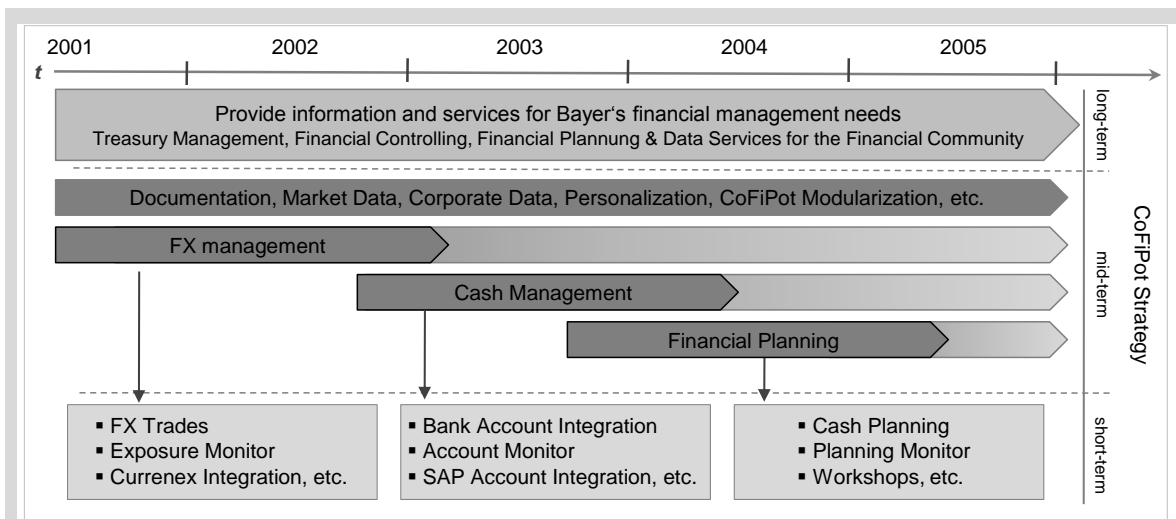 2001 2002 2003 2004 2005
t
Provide information and services for Bayer‘s financial management needs
Treasury Management, Financial Controlling, Financial Plannung & Data Services for the Financial Community
long-term
Documentation, Market Data, Corporate Data, Personalization, CoFiPot Modularization, etc.
FX management
Cash Management
Financial Planning
mid-term
CoFiPot Strategy
▪ FX Trades
▪ Exposure Monitor
▪ Currenex Integration, etc.
▪ Bank Account Integration
▪ Account Monitor
▪ SAP Account Integration, etc.
▪ Cash Planning
▪ Planning Monitor
▪ Workshops, etc.
short-term